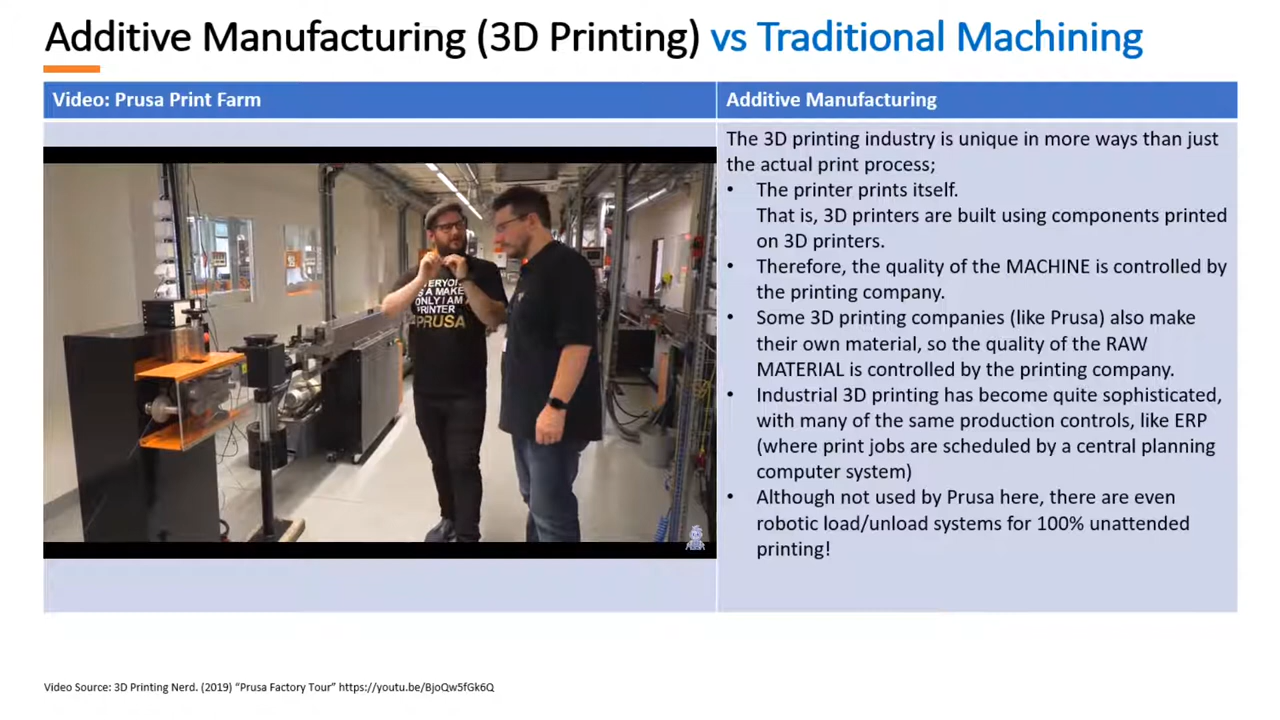 Additive Manufacturing (3D Printing) vs Traditional Machining
Video: Prusa Print Farm
Additive Manufacturing
The 3D printing industry is unique in more ways than just
the actual print process;
• The printer prints itself.
That is, 3D printers are built using components printed
on 3D printers.
• Therefore, the quality of the MACHINE is controlled by
the printing company.
• Some 3D printing companies (like Prusa) also make
their own material, so the quality of the RAW
MATERIAL is controlled by the printing company.
• Industrial 3D printing has become quite sophisticated,
with many of the same production controls, like ERP
(where print jobs are scheduled by a central planning
computer system)
• Although not used by Prusa here, there are even
robotic load/unload systems for 100% unattended
printing!
A MAKE
ONLY I AM
PRINTER
PRUSA
Video Source: 3D Printing Nerd. (2019) “Prusa Factory Tour” https://youtu.be/BjoQw5fGk6Q